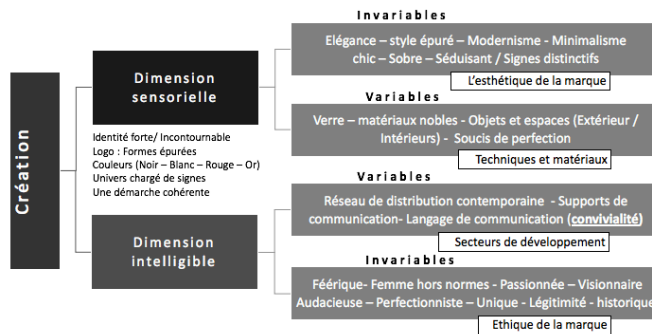 Invariables
Elégance – style épuré – Modernisme - Minimalisme
chic – Sobre – Séduisant / Signes distinctifs
L'esthétique de la marque
Dimension
sensorielle
Variables
Verre – matériaux nobles - Objets et espaces (Extérieur /
Intérieurs) - Soucis de perfection
Techniques et matériaux
Création
Identité forte/ Incontournable
Logo : Formes épurées
Couleurs (Noir – Blanc – Rouge – Or)
Univers chargé de signes
Une démarche cohérente
Variables
Réseau de distribution contemporaine - Supports de
communication- Langage de communication (convivialité)
Secteurs de développement
Dimension
intelligible
Invariables
Féérique- Femme hors normes - Passionnée – Visionnaire
Audacieuse – Perfectionniste – Unique - Légitimité - historique
Ethique de la marque